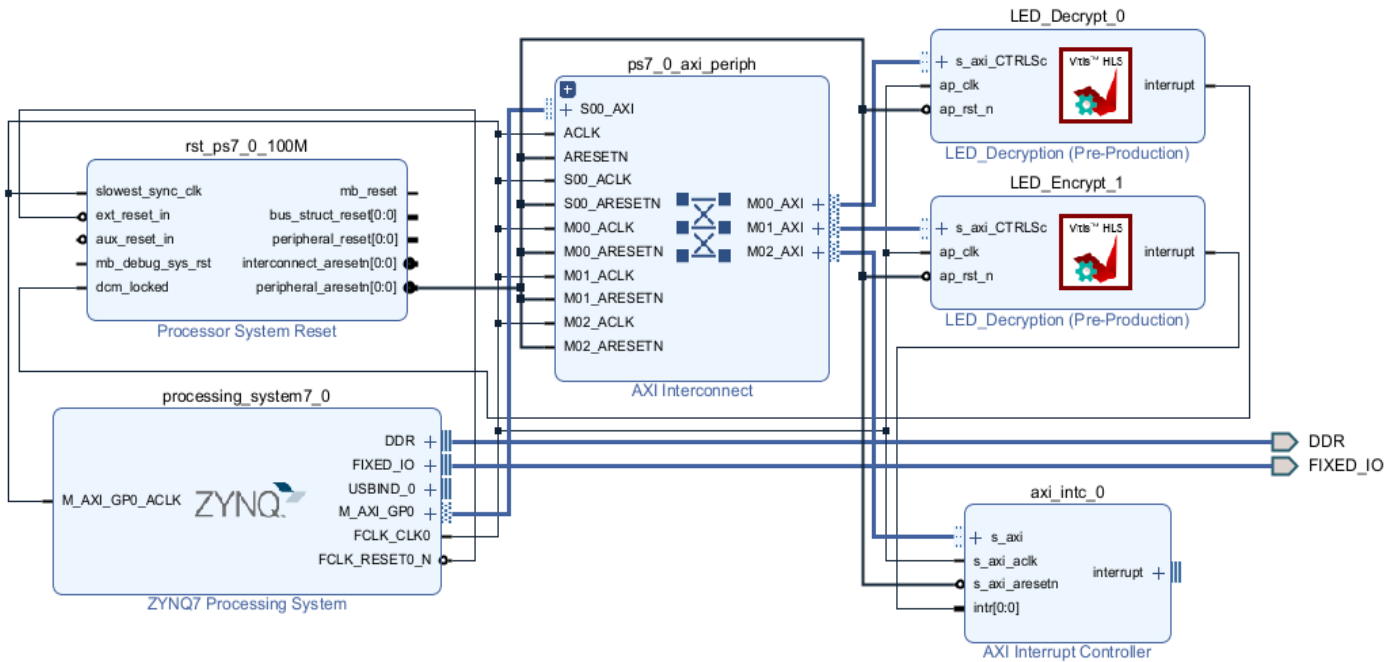 LED_Decrypt_0
s_axi_CTRLSc
ap_clk
ap_rst_n
Vitis™ HLS
interrupt
LED_Decryption (Pre-Production)
ps7_0_axi_periph
S00_AXI
ACLK
ARESETN
S00_ACLK
S00_ARESETN
M00_ACLK
M00_ARESETN
M01_ACLK
M01_ARESETN
M02_ACLK
M02_ARESETN
M00_AXI
M01_AXI
M02_AXI
AXI Interconnect
rst_ps7_0_100M
slowest_sync_clk
ext_reset_in
aux_reset_in
mb_debug_sys_rst
dcm_locked
mb_reset
bus_struct_reset[0:0]
peripheral_reset[0:0]
interconnect_aresetn[0:0]
peripheral_aresetn[0:0]
Processor System Reset
LED_Encrypt_1
s_axi_CTRLSc
ap_clk
ap_rst_n
Vitis™ HLS
interrupt
LED_Decryption (Pre-Production)
processing_system7_0
M_AXI_GP0_ACLK
ZYNQ
DDR
FIXED_IO
USBIND_0
M_AXI_GP0
FCLK_CLK0
FCLK_RESET0_N
ZYNQ7 Processing System
DDR
FIXED_IO
axi_intc_0
s_axi
s_axi_aclk
s_axi_aresetn
intr[0:0]
interrupt
AXI Interrupt Controller